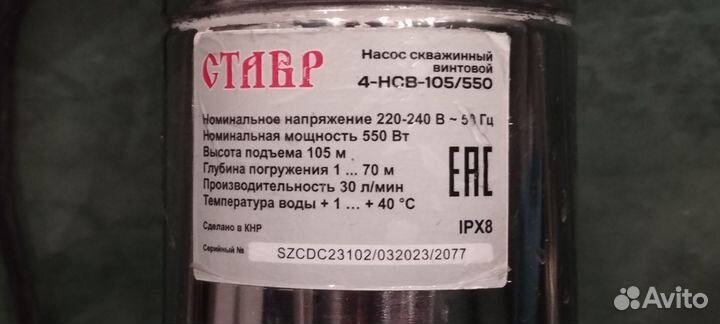 СТАВР
Насос скважинный
винтовой
4-НСВ-105/550
Номинальное напряжение 220-240 В ~ 50 Гц
Номинальная мощность 550 Вт
Высота подъема 105 м
Глубина погружения 1 ... 70 м
Производительность 30 л/мин
Температура воды + 1 ... + 40 °C
EAC
Сделано в КНР
IPX8
Серийный № SZCDC23102/032023/2077
Avito